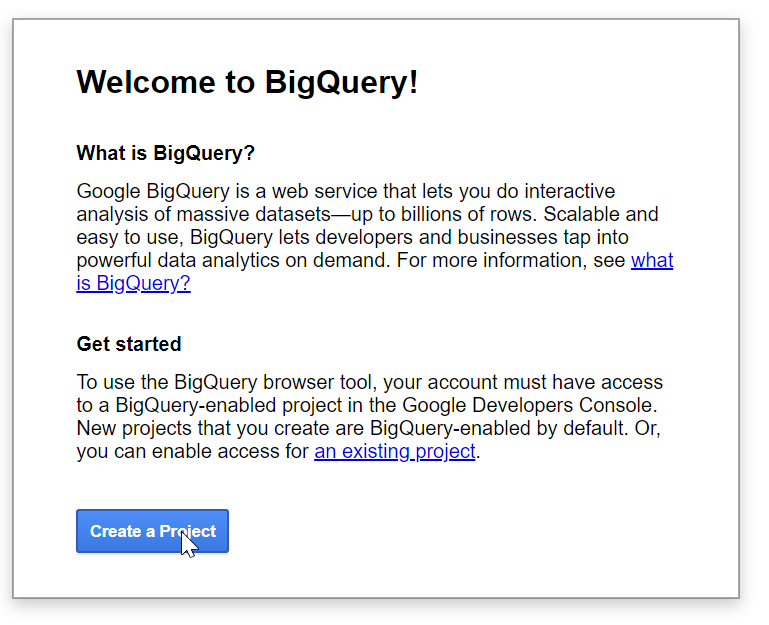 Welcome to BigQuery!
What is BigQuery?
Google BigQuery is a web service that lets you do interactive
analysis of massive datasets—up to billions of rows. Scalable and
easy to use, BigQuery lets developers and businesses tap into
powerful data analytics on demand. For more information, see what
is BigQuery?
Get started
To use the BigQuery browser tool, your account must have access
to a BigQuery-enabled project in the Google Developers Console.
New projects that you create are BigQuery-enabled by default. Or,
you can enable access for an existing project.
Create a Project